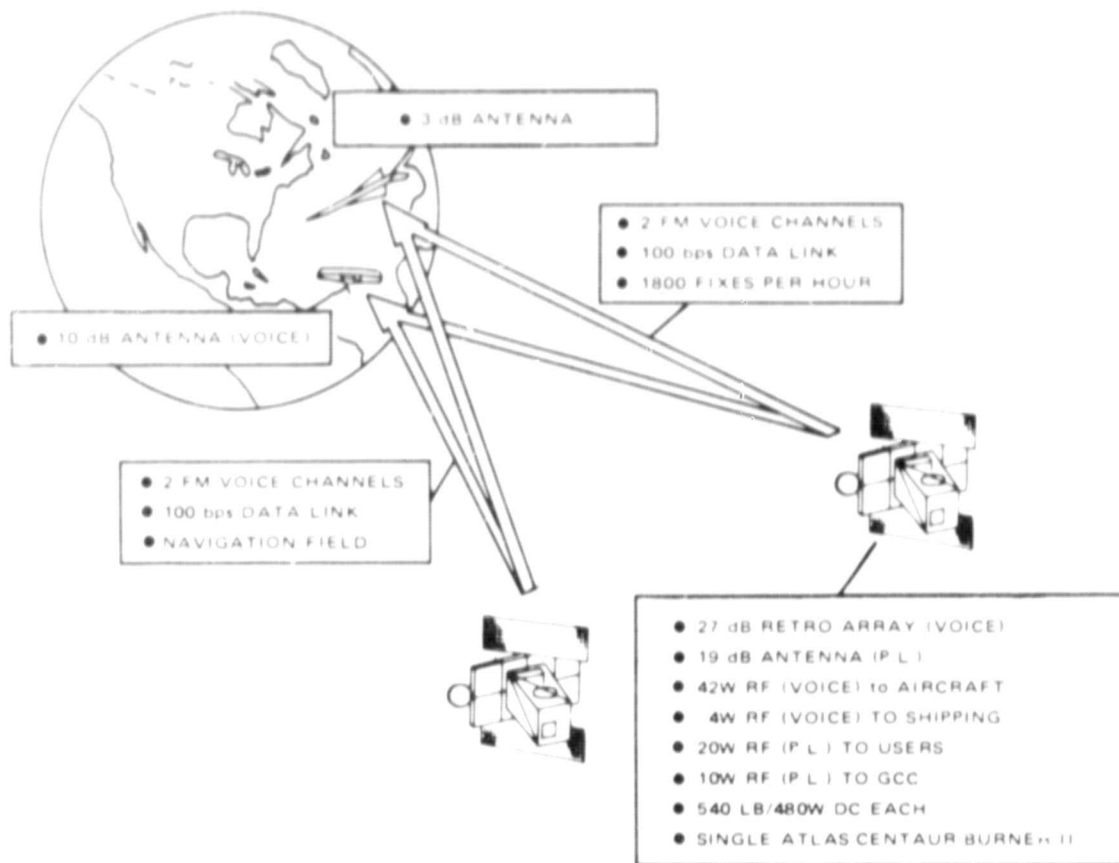 ● 3 dB ANTENNA
● 2 FM VOICE CHANNELS
● 100 bps DATA LINK
● 1800 FIXES PER HOUR
● 10 dB ANTENNA (VOICE)
● 2 FM VOICE CHANNELS
● 100 bps DATA LINK
● NAVIGATION FIELD
● 27 dB RETRO ARRAY (VOICE)
● 19 dB ANTENNA (P.L.)
● 42W RF (VOICE) to AIRCRAFT
● 4W RF (VOICE) TO SHIPPING
● 20W RF (P.L.) TO USERS
● 10W RF (P.L.) TO GCC
● 540 LB/480W DC EACH
● SINGLE ATLAS CENTAUR BURNER II